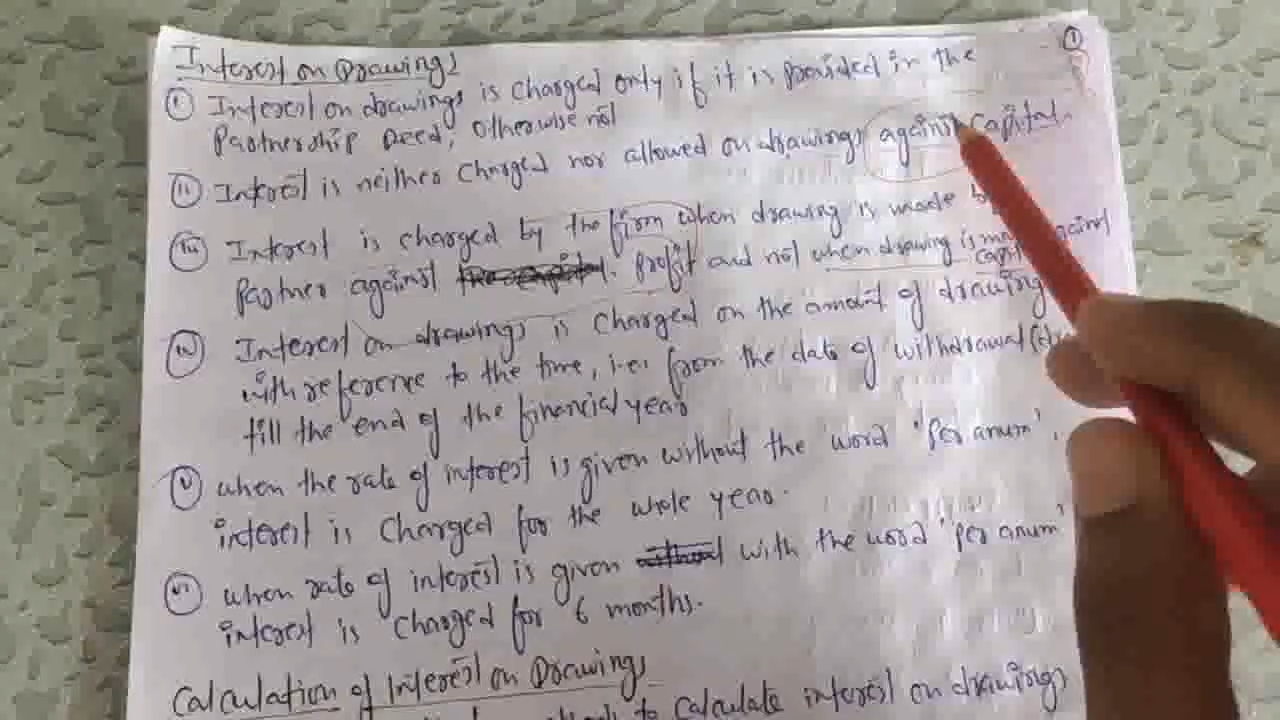 ①
Interest on Drawings
(i) Interest on drawings is charged only if it is provided in the
Partnership Deed, otherwise not
(ii) Interest is neither charged nor allowed on drawings against capital.
(iii) Interest is charged by the firm when drawing is made
Partner against Profit and not when drawing is made against
capit
(iv) Interest on drawings is charged on the amount of drawing
with reference to the time, i.e. from the date of withdrawal
till the end of the financial year
(v) when the rate of interest is given without the word 'per anum',
interest is charged for the whole year.
(vi) when rate of interest is given with the word 'per anum'
interest is charged for 6 months.
Calculation of Interest on Drawings
to calculate interest on drawings